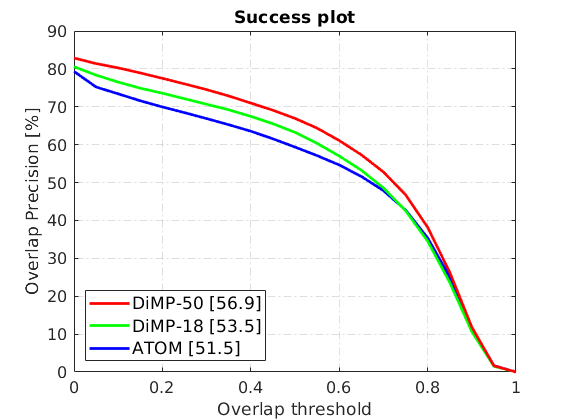 Success plot
Overlap Precision [%]
90
80
70
60
50
40
30
20
10
0
DiMP-50 [56.9]
DiMP-18 [53.5]
ATOM [51.5]
0 0.2 0.4 0.6 0.8 1
Overlap threshold